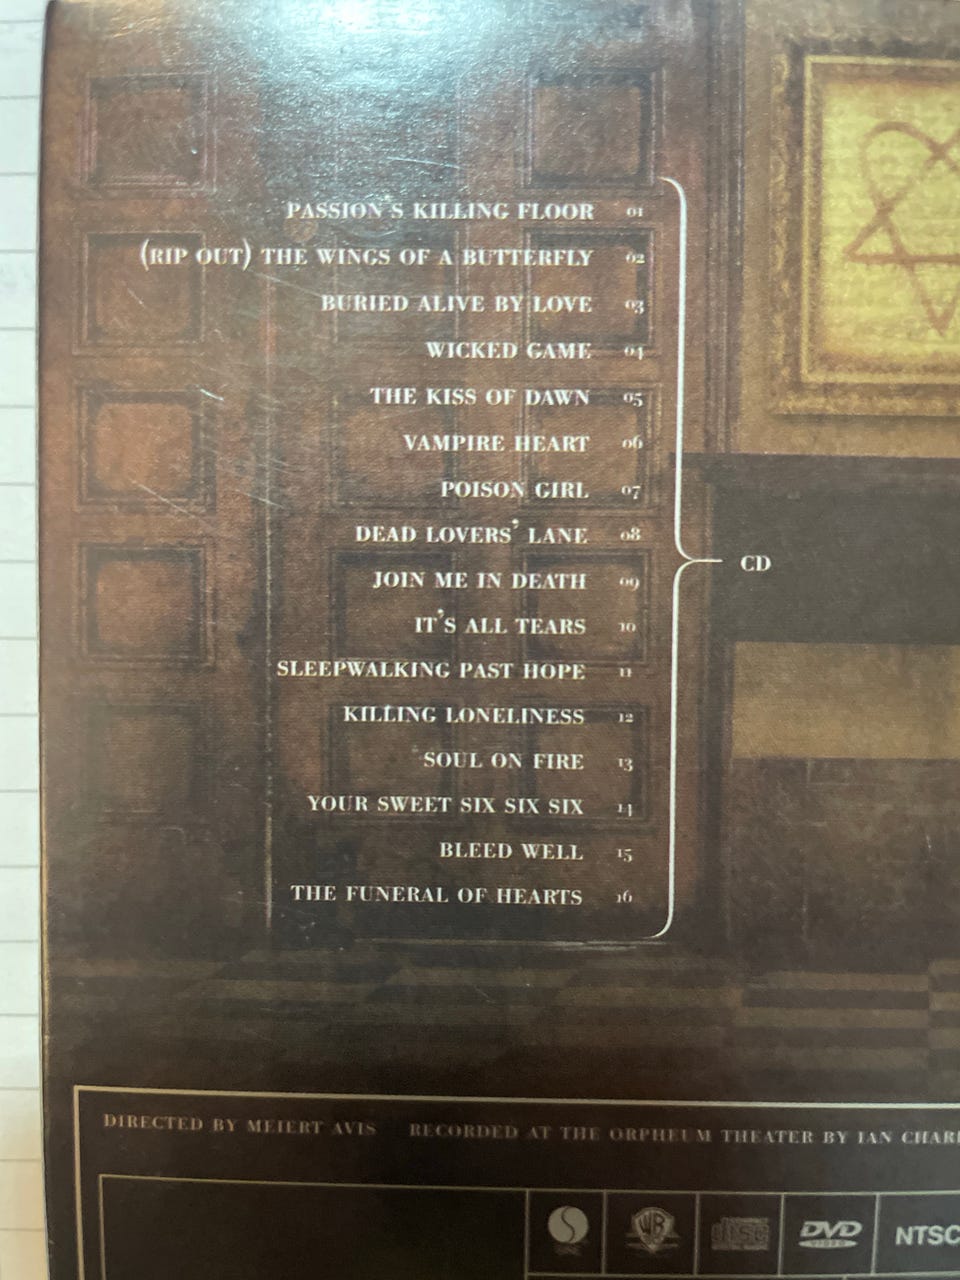 PASSION'S KILLING FLOOR 01
(RIP OUT) THE WINGS OF A BUTTERFLY 02
BURIED ALIVE BY LOVE 03
WICKED GAME 04
THE KISS OF DAWN 05
VAMPIRE HEART 06
POISON GIRL 07
DEAD LOVERS' LANE 08
JOIN ME IN DEATH 09
IT'S ALL TEARS 10
SLEEPWALKING PAST HOPE 11
KILLING LONELINESS 12
SOUL ON FIRE 13
YOUR SWEET SIX SIX SIX 14
BLEED WELL 15
THE FUNERAL OF HEARTS 16
CD
DIRECTED BY MEIERT AVIS RECORDED AT THE ORPHEUM THEATER BY IAN CHAR
WB disc DVD VIDEO NTSC